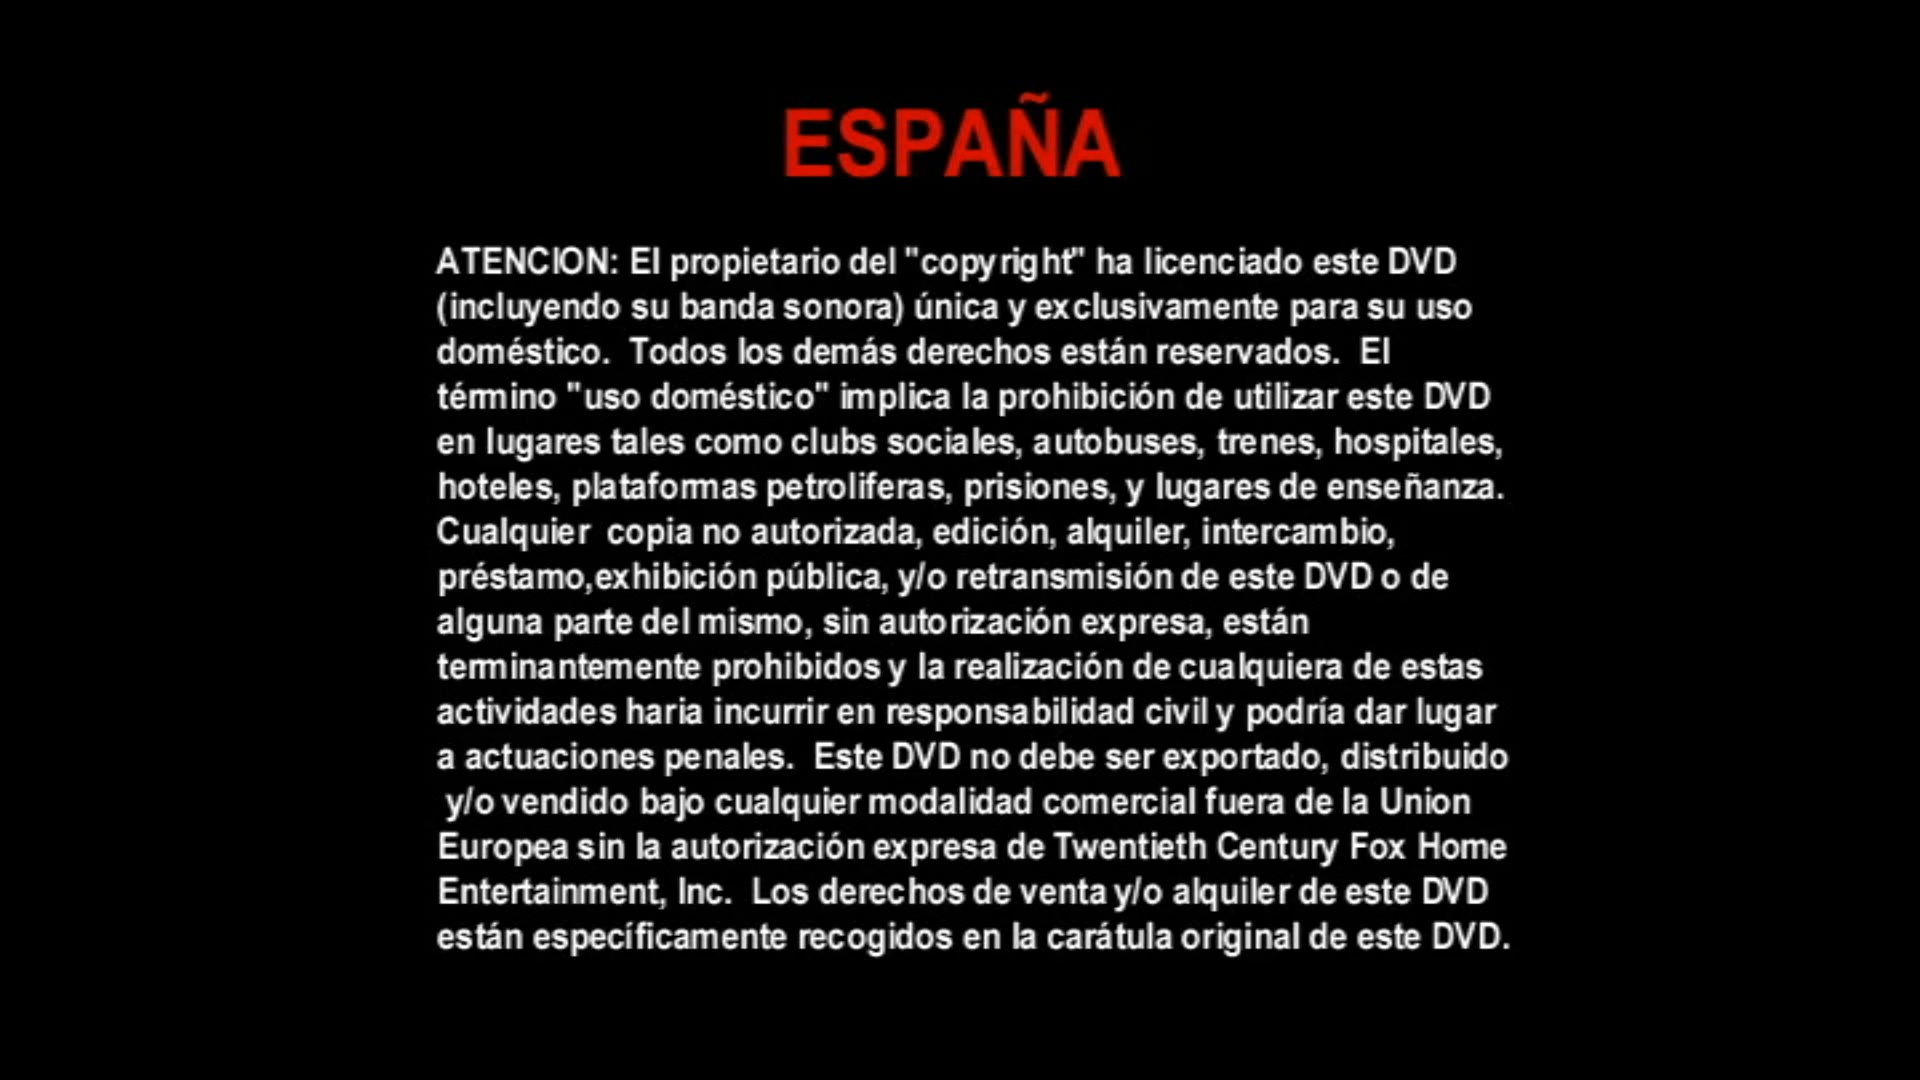 ESPAÑA
ATENCION: El propietario del "copyright" ha licenciado este DVD
(incluyendo su banda sonora) única y exclusivamente para su uso
doméstico.  Todos los demás derechos están reservados.  El
término "uso doméstico" implica la prohibición de utilizar este DVD
en lugares tales como clubs sociales, autobuses, trenes, hospitales,
hoteles, plataformas petroliferas, prisiones, y lugares de enseñanza.
Cualquier  copia no autorizada, edición, alquiler, intercambio,
préstamo,exhibición pública, y/o retransmisión de este DVD o de
alguna parte del mismo, sin autorización expresa, están
terminantemente prohibidos y la realización de cualquiera de estas
actividades haria incurrir en responsabilidad civil y podría dar lugar
a actuaciones penales.  Este DVD no debe ser exportado, distribuido
y/o vendido bajo cualquier modalidad comercial fuera de la Union
Europea sin la autorización expresa de Twentieth Century Fox Home
Entertainment, Inc.  Los derechos de venta y/o alquiler de este DVD
están específicamente recogidos en la carátula original de este DVD.